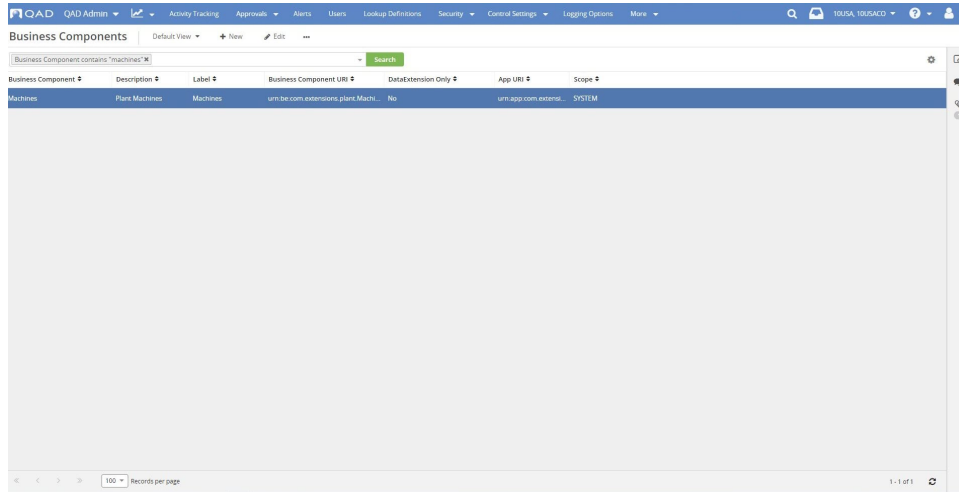 QAD QAD Admin Activity Tracking Approvals Alerts Users Lookup Definitions Security Control Settings Logging Options More 10USA, 10USACO
Business Components Default View + New Edit •••
Business Component contains "machines" × Search
Business Component Description Label Business Component URI DataExtension Only App URI Scope
Machines Plant Machines Machines urn:be:com.extensions.plant.Machi... No urn:app:com.extensi... SYSTEM
100 Records per page 1 - 1 of 1